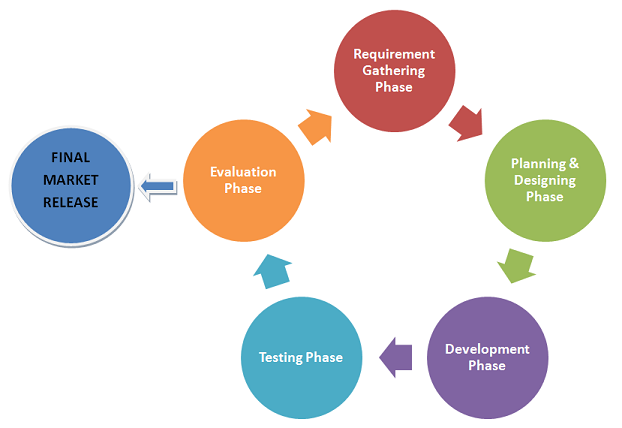 Requirement
Gathering
Phase
Planning &
Designing
Phase
Development
Phase
Testing Phase
Evaluation
Phase
FINAL
MARKET
RELEASE